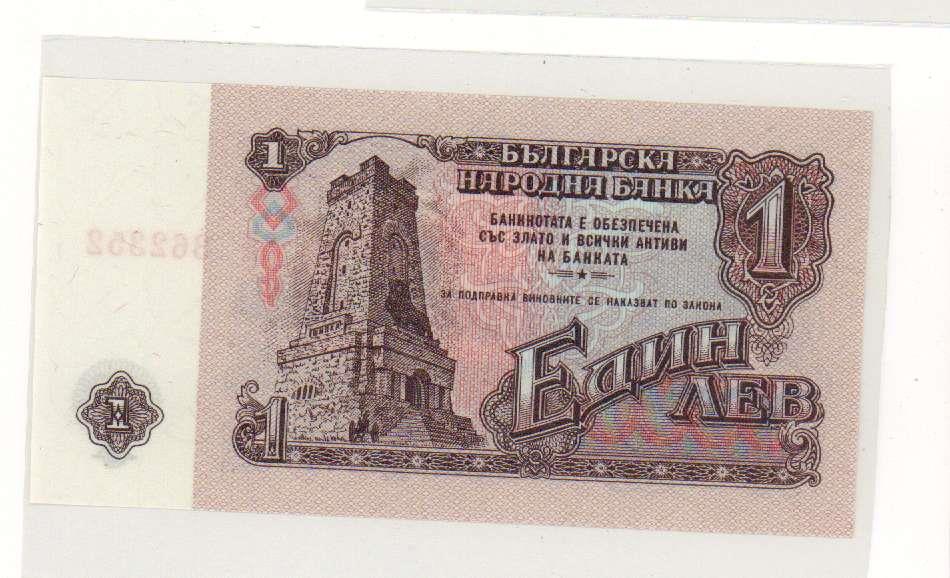 1
БЪЛГАРСКА
НАРОДНА БАНКА
1
БАНКНОТАТА Е ОБЕЗПЕЧЕНА
СЪС ЗЛАТО И ВСИЧКИ АКТИВИ
НА БАНКАТА
ЗА ПОДПРАВКА ВИНОВНИТЕ СЕ НАКАЗВАТ ПО ЗАКОНА
ЕДИН
ЛЕВ
1
1